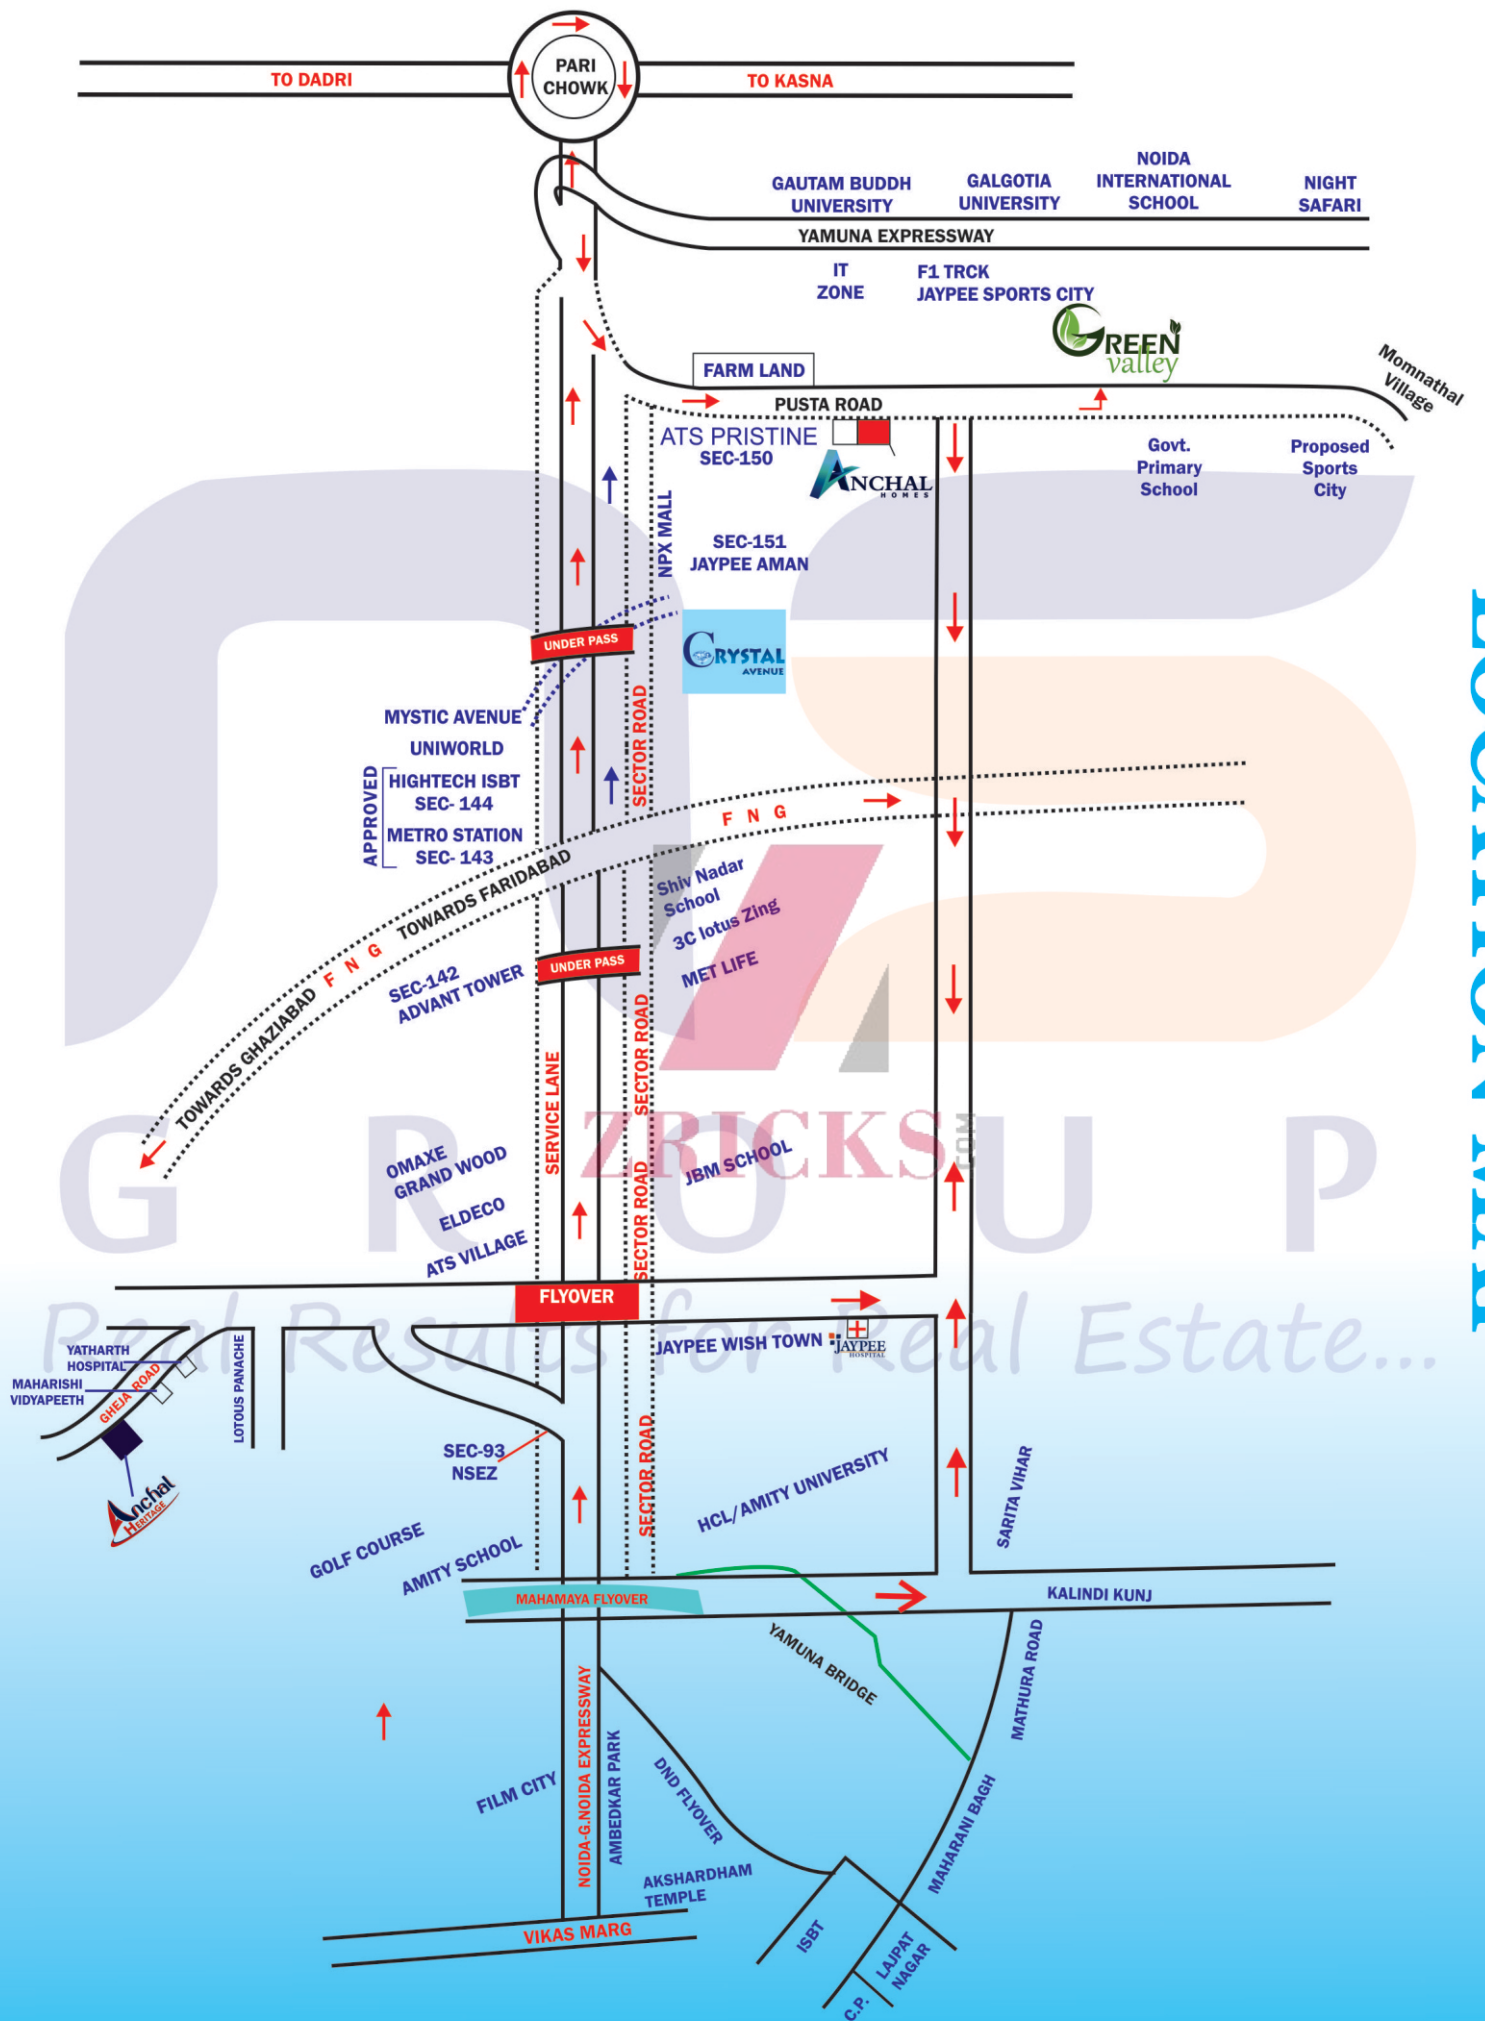 PARI
CHOWK
TO DADRI
TO KASNA
GAUTAM BUDDH
UNIVERSITY
GALGOTIA
UNIVERSITY
NOIDA
INTERNATIONAL
SCHOOL
NIGHT
SAFARI
YAMUNA EXPRESSWAY
IT
ZONE
F1 TRCK
JAYPEE SPORTS CITY
GREEN
valley
FARM LAND
PUSTA ROAD
Momnathal
Village
ATS PRISTINE
SEC-150
ANCHAL
HOMES
Govt.
Primary
School
Proposed
Sports
City
NPX MALL
SEC-151
JAYPEE AMAN
UNDER PASS
CRYSTAL
AVENUE
MYSTIC AVENUE
UNIWORLD
APPROVED
HIGHTECH ISBT
SEC- 144
METRO STATION
SEC- 143
SECTOR ROAD
F N G
TOWARDS FARIDABAD
F N G
TOWARDS GHAZIABAD
Shiv Nadar
School
3C lotus Zing
MET LIFE
UNDER PASS
SEC-142
ADVANT TOWER
SERVICE LANE
SECTOR ROAD
ZRICKS
.COM
GROUP
OMAXE
GRAND WOOD
ELDECO
ATS VILLAGE
SECTOR ROAD
JBM SCHOOL
FLYOVER
Real Results for Real Estate...
JAYPEE WISH TOWN
JAYPEE
HOSPITAL
YATHARTH
HOSPITAL
MAHARISHI
VIDYAPEETH
GHEJA ROAD
LOTOUS PANACHE
Anchal
HERITAGE
SEC-93
NSEZ
SECTOR ROAD
HCL/AMITY UNIVERSITY
SARITA VIHAR
GOLF COURSE
AMITY SCHOOL
MAHAMAYA FLYOVER
KALINDI KUNJ
YAMUNA BRIDGE
MATHURA ROAD
NOIDA-G.NOIDA EXPRESSWAY
AMBEDKAR PARK
FILM CITY
DND FLYOVER
MAHARANI BAGH
AKSHARDHAM
TEMPLE
VIKAS MARG
ISBT
LAJPAT
NAGAR
C.P.
LOCATION MAP